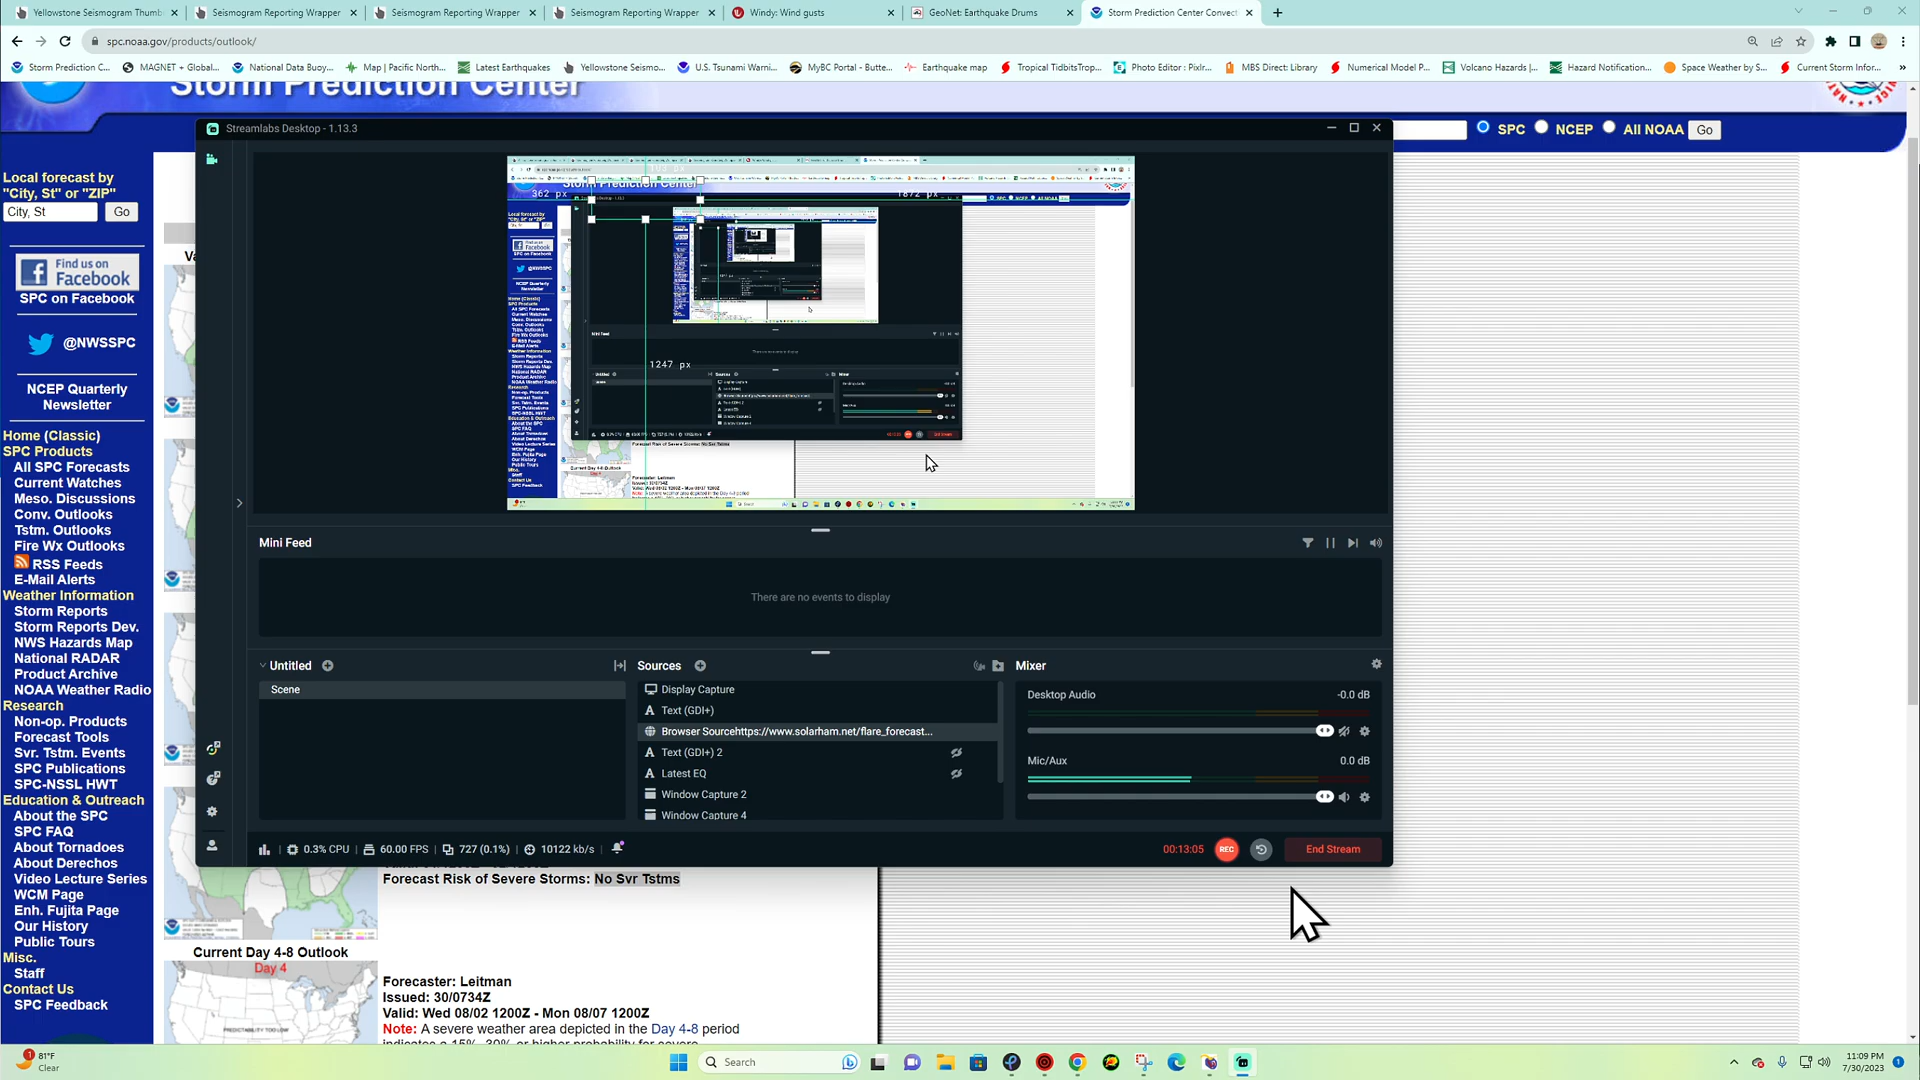 Yellowstone Seismogram Thumb
Seismogram Reporting Wrapper
Seismogram Reporting Wrapper
Seismogram Reporting Wrapper
Windy: Wind gusts
GeoNet: Earthquake Drums
Storm Prediction Center Convect
spc.noaa.gov/products/outlook/
Storm Prediction C...
MAGNET + Global...
National Data Buoy...
Map | Pacific North...
Latest Earthquakes
Yellowstone Seismo...
U.S. Tsunami Warni...
MyBC Portal - Butte...
Earthquake map
Tropical TidbitsTrop...
Photo Editor : Pixlr...
MBS Direct: Library
Numerical Model P...
Volcano Hazards |...
Hazard Notification...
Space Weather by S...
Current Storm Infor...
»
Storm Prediction Center
SPC
NCEP
All NOAA
Go
Local forecast by
"City, St" or "ZIP"
City, St
Go
Find us on
Facebook
SPC on Facebook
@NWSSPC
NCEP Quarterly
Newsletter
Home (Classic)
SPC Products
All SPC Forecasts
Current Watches
Meso. Discussions
Conv. Outlooks
Tstm. Outlooks
Fire Wx Outlooks
RSS Feeds
E-Mail Alerts
Weather Information
Storm Reports
Storm Reports Dev.
NWS Hazards Map
National RADAR
Product Archive
NOAA Weather Radio
Research
Non-op. Products
Forecast Tools
Svr. Tstm. Events
SPC Publications
SPC-NSSL HWT
Education & Outreach
About the SPC
SPC FAQ
About Tornadoes
About Derechos
Video Lecture Series
WCM Page
Enh. Fujita Page
Our History
Public Tours
Misc.
Staff
Contact Us
SPC Feedback
Streamlabs Desktop - 1.13.3
362 px
1872 px
1247 px
Mini Feed
There are no events to display
Untitled
Scene
Sources
Display Capture
Text (GDI+)
Browser Sourcehttps://www.solarham.net/flare_forecast...
Text (GDI+) 2
Latest EQ
Window Capture 2
Window Capture 4
Mixer
Desktop Audio
-0.0 dB
Mic/Aux
0.0 dB
0.3% CPU
60.00 FPS
727 (0.1%)
10122 kb/s
00:13:05
REC
End Stream
Forecast Risk of Severe Storms: No Svr Tstms
Current Day 4-8 Outlook
Day 4
PREDICTABILITY TOO LOW
Forecaster: Leitman
Issued: 30/0734Z
Valid: Wed 08/02 1200Z - Mon 08/07 1200Z
Note: A severe weather area depicted in the Day 4-8 period
1
81°F
Clear
Search
11:09 PM
7/30/2023
1